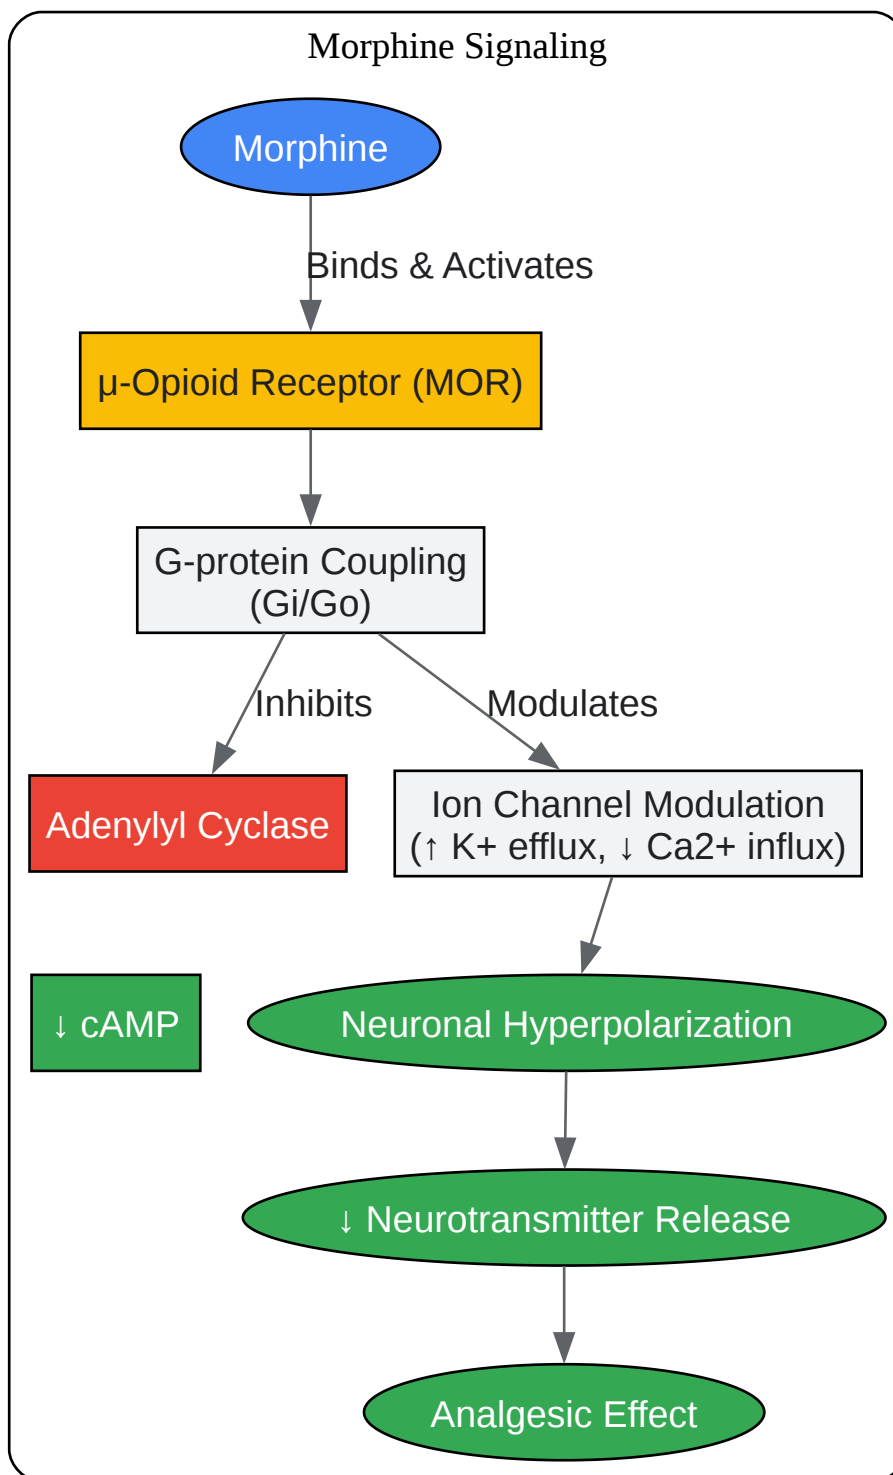 Morphine Signaling
Morphine
Binds & Activates
μ-Opioid Receptor (MOR)
G-protein Coupling
(Gi/Go)
Inhibits
Modulates
Adenylyl Cyclase
Ion Channel Modulation
(↑ K+ efflux, ↓ Ca2+ influx)
↓ cAMP
Neuronal Hyperpolarization
↓ Neurotransmitter Release
Analgesic Effect